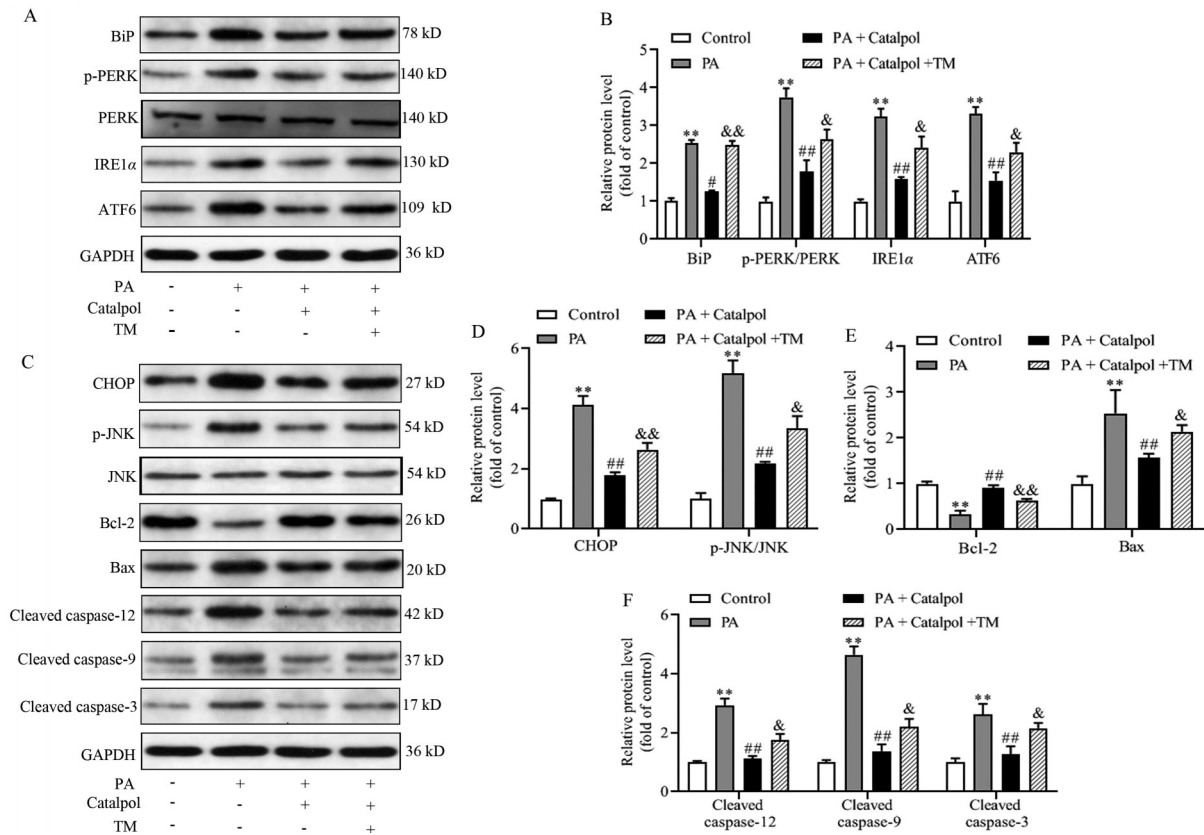 A
BiP 78 kD
p-PERK 140 kD
PERK 140 kD
IRE1α 130 kD
ATF6 109 kD
GAPDH 36 kD
PA - + + +
Catalpol - - + +
TM - - - +
B
Control PA + Catalpol
PA PA + Catalpol +TM
Relative protein level
(fold of control)
5
4
3
2
1
0
** # &&
** ## &
** ## &
** ## &
BiP p-PERK/PERK IRE1α ATF6
C
CHOP 27 kD
p-JNK 54 kD
JNK 54 kD
Bcl-2 26 kD
Bax 20 kD
Cleaved caspase-12 42 kD
Cleaved caspase-9 37 kD
Cleaved caspase-3 17 kD
GAPDH 36 kD
PA - + + +
Catalpol - - + +
TM - - - +
D
Control PA + Catalpol
PA PA + Catalpol +TM
Relative protein level
(fold of control)
6
4
2
0
** ## &&
** ## &
CHOP p-JNK/JNK
E
Control PA + Catalpol
PA PA + Catalpol +TM
Relative protein level
(fold of control)
4
3
2
1
0
** ## &&
** ## &
Bcl-2 Bax
F
Control PA + Catalpol
PA PA + Catalpol +TM
Relative protein level
(fold of control)
6
4
2
0
** ## &
** ## &
** ## &
Cleaved Cleaved Cleaved
caspase-12 caspase-9 caspase-3